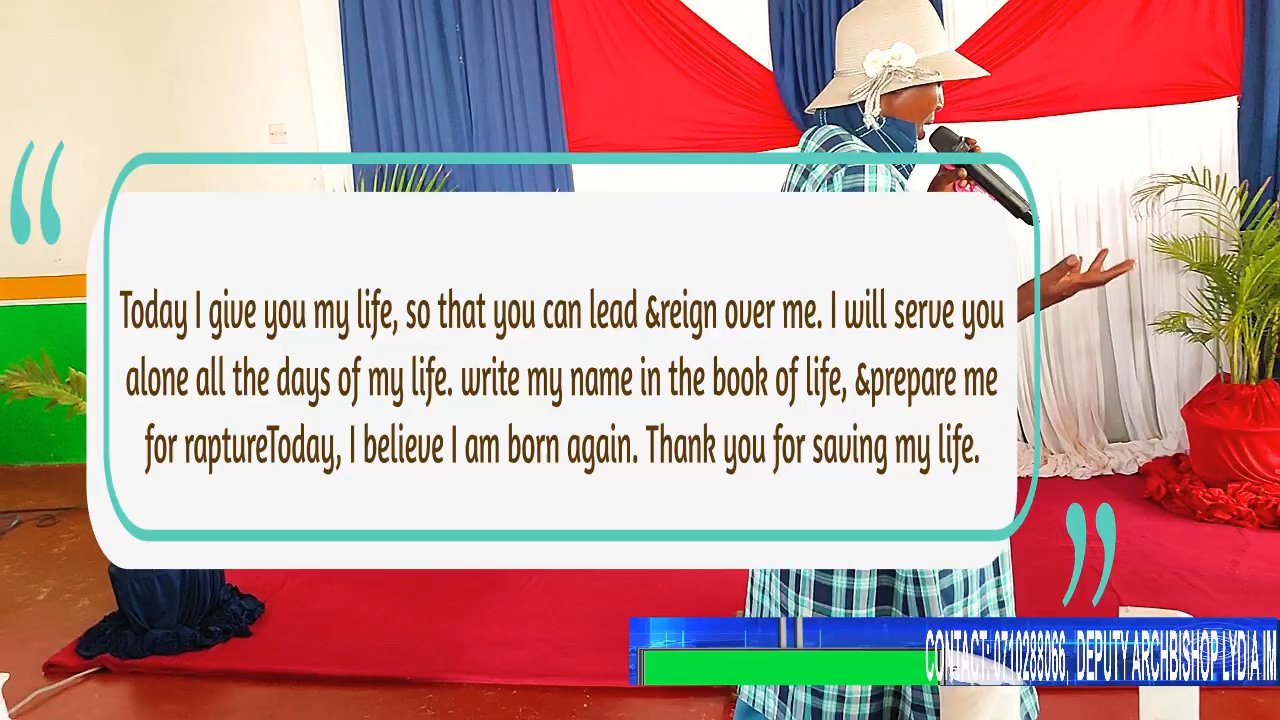 Today I give you my life, so that you can lead &reign over me. I will serve you
alone all the days of my life. write my name in the book of life, &prepare me
for raptureToday, I believe I am born again. Thank you for saving my life.
CONTACT: 0710288066, DEPUTY ARCHBISHOP LYDIA IM